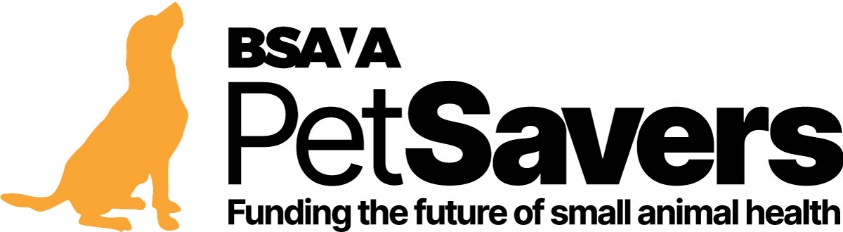 BSAVA
PetSavers
Funding the future of small animal health